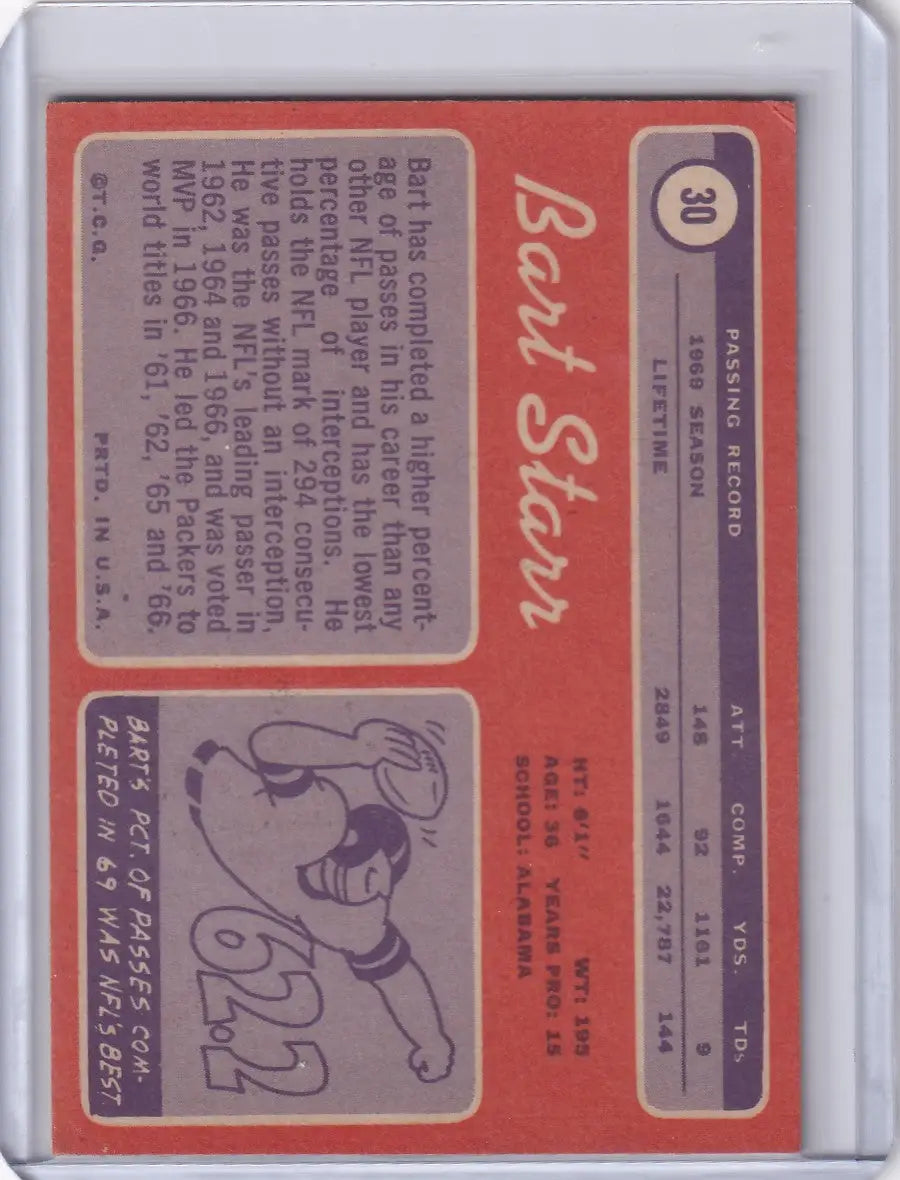 30
PASSING RECORD ATT. COMP. YDS. TDS
1969 SEASON 148 92 1161 9
LIFETIME 2849 1644 22,787 144
Bart Starr
HT: 6'1" WT: 195
AGE: 36 YEARS PRO: 15
SCHOOL: ALABAMA
Bart has completed a higher percent-
age of passes in his career than any
other NFL player and has the lowest
percentage of interceptions. He
holds the NFL mark of 294 consecu-
tive passes without an interception.
He was the NFL's leading passer in
1962, 1964 and 1966, and was voted
MVP in 1966. He led the Packers to
world titles in '61, '62, '65 and '66.
©T.C.G. PRTD. IN U.S.A.
62.2
BART'S PCT. OF PASSES COM-
PLETED IN 69 WAS NFL'S BEST